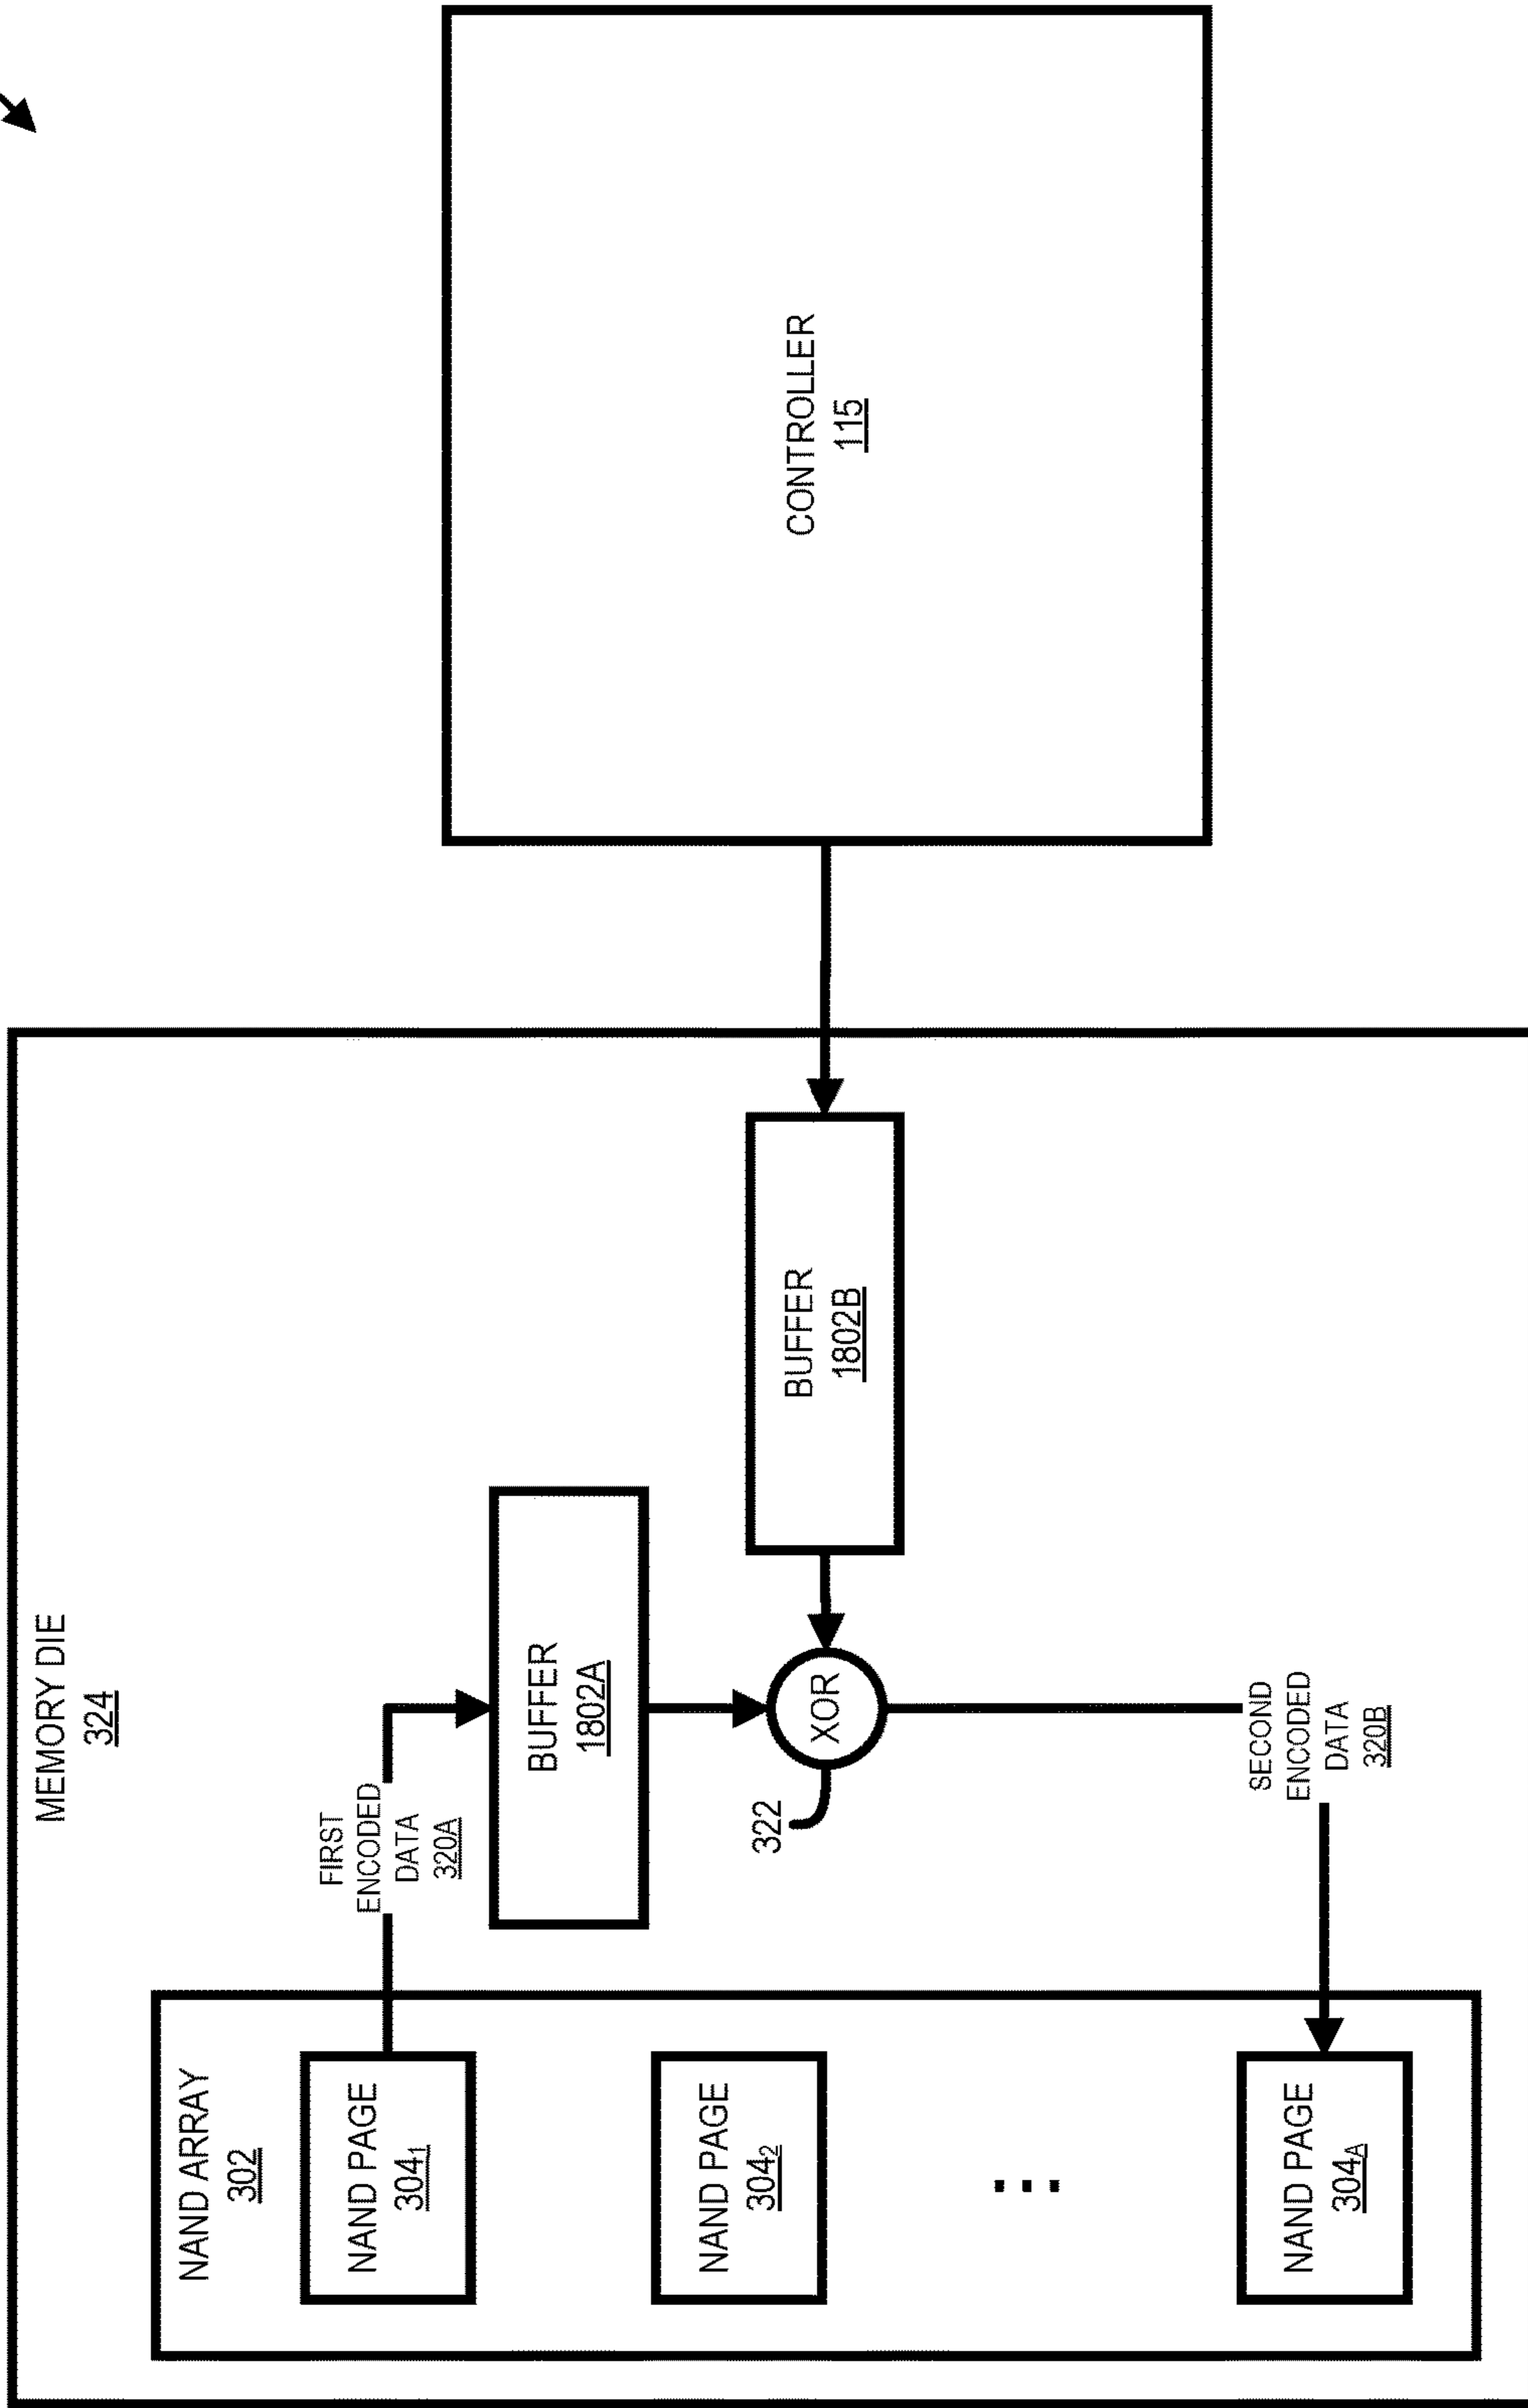 MEMORY DIE
324
NAND ARRAY
302
NAND PAGE
304₁
NAND PAGE
304₂
...
NAND PAGE
304A
FIRST
ENCODED
DATA
320A
BUFFER
1802A
322
XOR
BUFFER
1802B
SECOND
ENCODED
DATA
320B
CONTROLLER
115